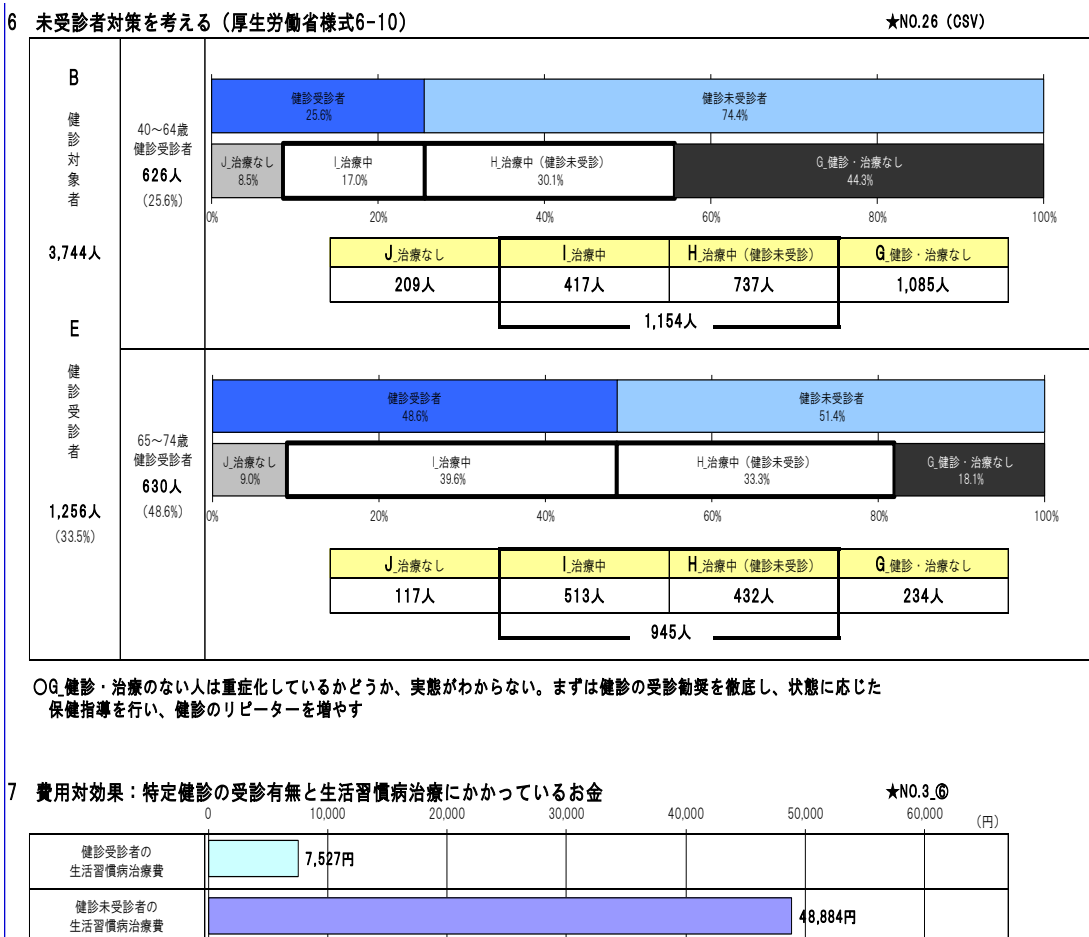 6 未受診者対策を考える（厚生労働省様式6-10）
★NO.26（CSV）
B
健診対象者
3,744人
E
健診受診者
1,256人
(33.5%)
40～64歳
健診受診者
626人
(25.6%)
健診受診者
25.6%
健診未受診者
74.4%
J_治療なし
8.5%
I_治療中
17.0%
H_治療中（健診未受診）
30.1%
G_健診・治療なし
44.3%
0% 20% 40% 60% 80% 100%
J_治療なし I_治療中 H_治療中（健診未受診） G_健診・治療なし
209人 417人 737人 1,085人
1,154人
65～74歳
健診受診者
630人
(48.6%)
健診受診者
48.6%
健診未受診者
51.4%
J_治療なし
9.0%
I_治療中
39.6%
H_治療中（健診未受診）
33.3%
G_健診・治療なし
18.1%
0% 20% 40% 60% 80% 100%
J_治療なし I_治療中 H_治療中（健診未受診） G_健診・治療なし
117人 513人 432人 234人
945人
○G_健診・治療のない人は重症化しているかどうか、実態がわからない。まずは健診の受診勧奨を徹底し、状態に応じた
保健指導を行い、健診のリピーターを増やす
7 費用対効果：特定健診の受診有無と生活習慣病治療にかかっているお金
★NO.3_⑥
0 10,000 20,000 30,000 40,000 50,000 60,000
（円）
健診受診者の
生活習慣病治療費
7,527円
健診未受診者の
生活習慣病治療費
48,884円